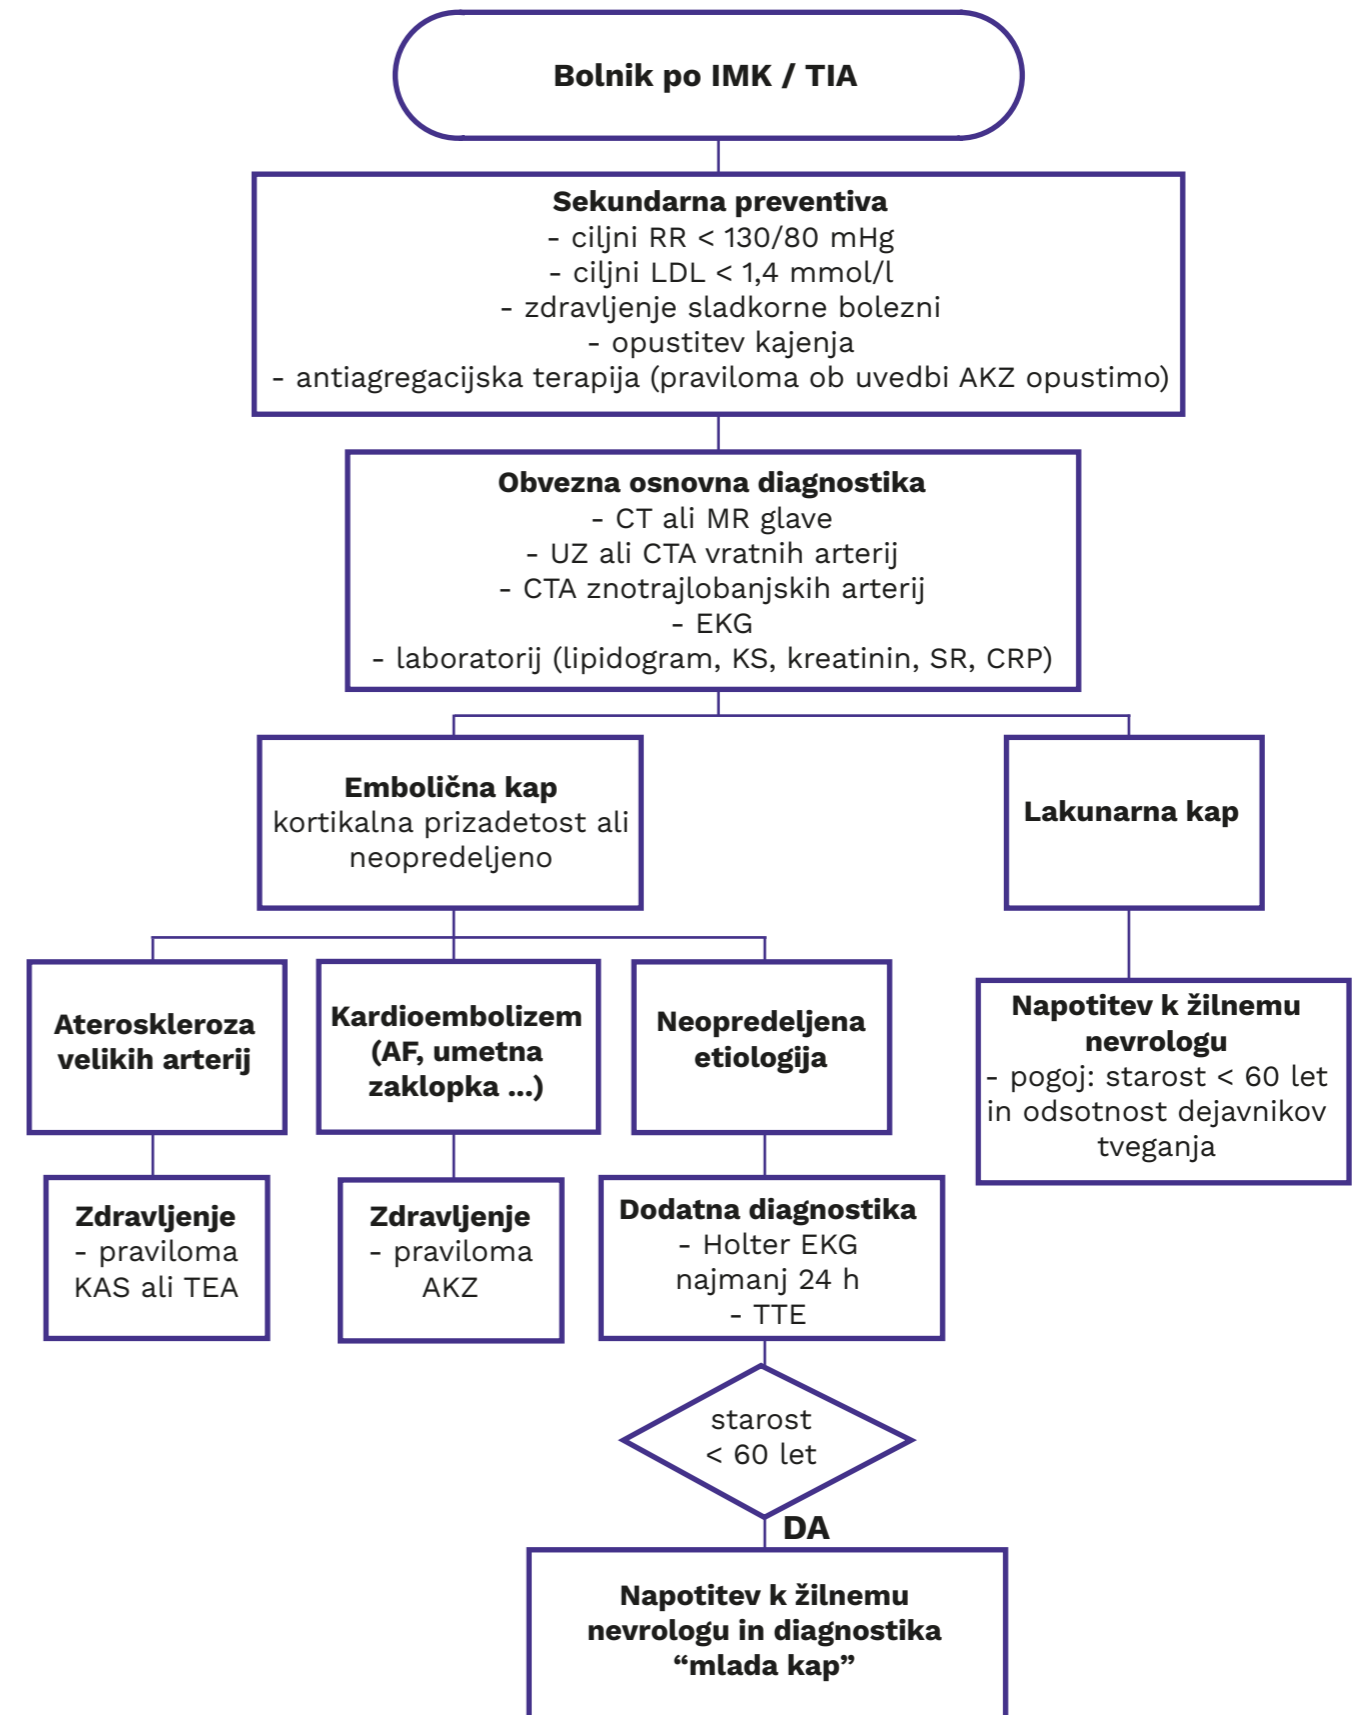 Bolnik po IMK / TIA
Sekundarna preventiva
- ciljni RR < 130/80 mHg
- ciljni LDL < 1,4 mmol/l
- zdravljenje sladkorne bolezni
- opustitev kajenja
- antiagregacijska terapija (praviloma ob uvedbi AKZ opustimo)
Obvezna osnovna diagnostika
- CT ali MR glave
- UZ ali CTA vratnih arterij
- CTA znotrajlobanjskih arterij
- EKG
- laboratorij (lipidogram, KS, kreatinin, SR, CRP)
Embolična kap
kortikalna prizadetost ali
neopredeljeno
Lakunarna kap
Ateroskleroza
velikih arterij
Kardioembolizem
(AF, umetna
zaklopka ...)
Neopredeljena
etiologija
Napotitev k žilnemu
nevrologu
- pogoj: starost < 60 let
in odsotnost dejavnikov
tveganja
Zdravljenje
- praviloma
KAS ali TEA
Zdravljenje
- praviloma
AKZ
Dodatna diagnostika
- Holter EKG
najmanj 24 h
- TTE
starost
< 60 let
DA
Napotitev k žilnemu
nevrologu in diagnostika
“mlada kap”